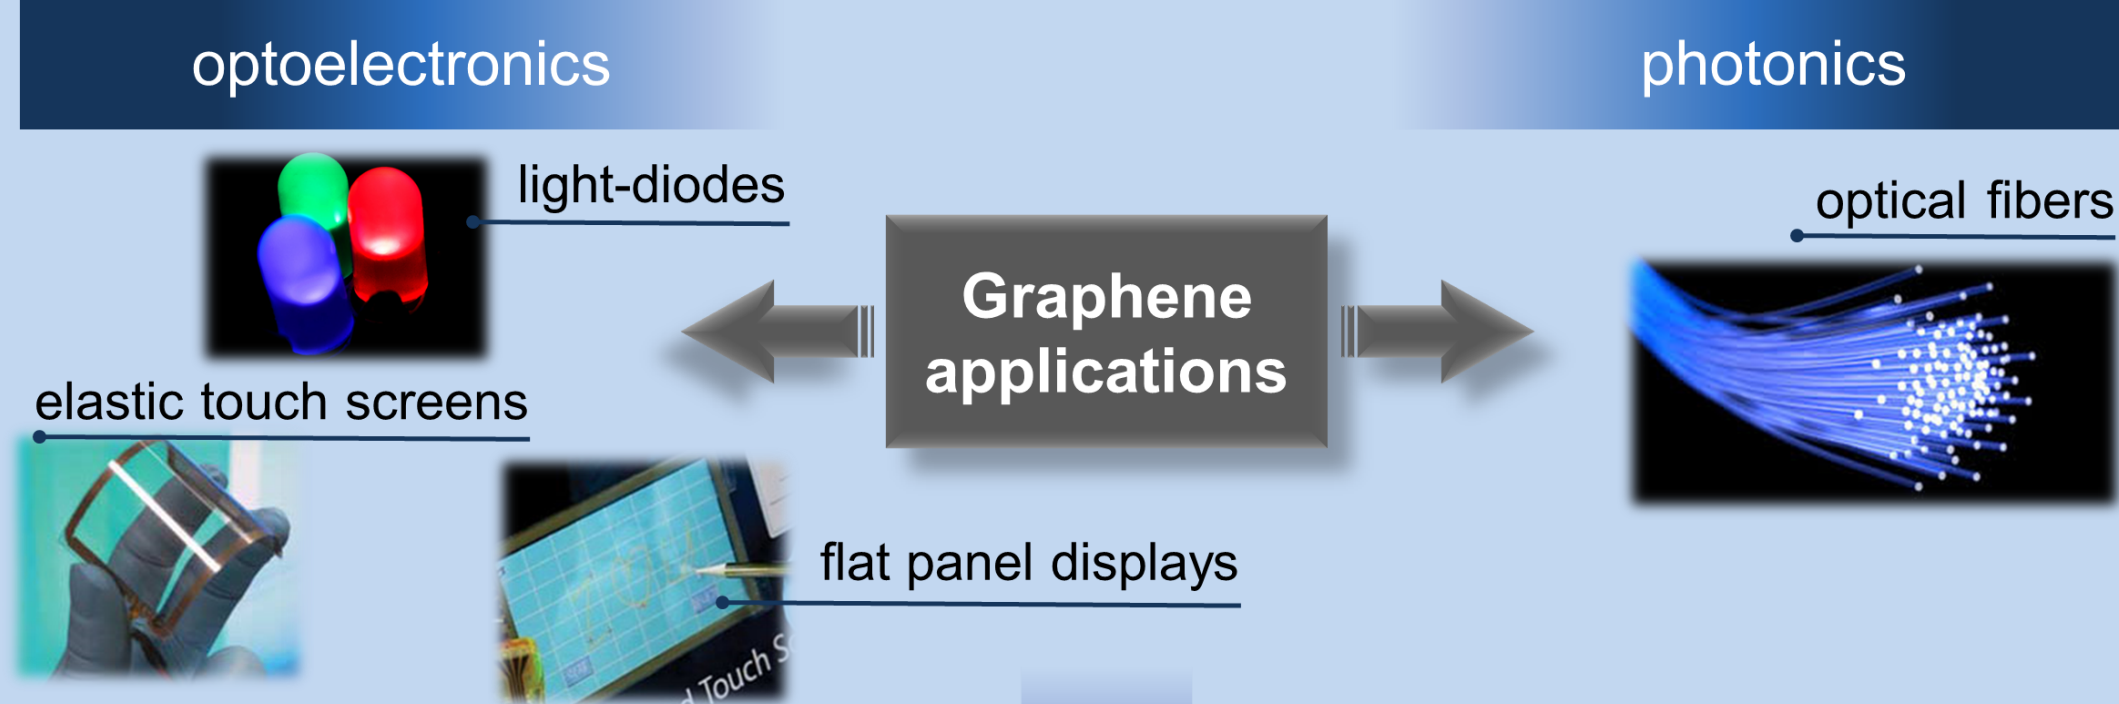 optoelectronics
photonics
light-diodes
optical fibers
Graphene
applications
elastic touch screens
flat panel displays
Touch